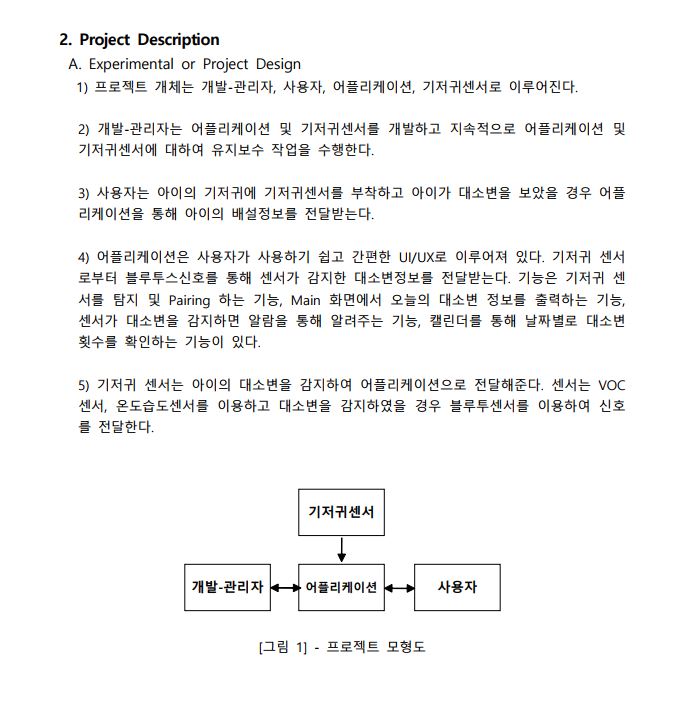 2. Project Description
A. Experimental or Project Design
1) 프로젝트 개체는 개발-관리자, 사용자, 어플리케이션, 기저귀센서로 이루어진다.
2) 개발-관리자는 어플리케이션 및 기저귀센서를 개발하고 지속적으로 어플리케이션 및
기저귀센서에 대하여 유지보수 작업을 수행한다.
3) 사용자는 아이의 기저귀에 기저귀센서를 부착하고 아이가 대소변을 보았을 경우 어플
리케이션을 통해 아이의 배설정보를 전달받는다.
4) 어플리케이션은 사용자가 사용하기 쉽고 간편한 UI/UX로 이루어져 있다. 기저귀 센서
로부터 블루투스신호를 통해 센서가 감지한 대소변정보를 전달받는다. 기능은 기저귀 센
서를 탐지 및 Pairing 하는 기능, Main 화면에서 오늘의 대소변 정보를 출력하는 기능,
센서가 대소변을 감지하면 알람을 통해 알려주는 기능, 캘린더를 통해 날짜별로 대소변
횟수를 확인하는 기능이 있다.
5) 기저귀 센서는 아이의 대소변을 감지하여 어플리케이션으로 전달해준다. 센서는 VOC
센서, 온도습도센서를 이용하고 대소변을 감지하였을 경우 블루투센서를 이용하여 신호
를 전달한다.
기저귀센서
개발-관리자
어플리케이션
사용자
[그림 1] - 프로젝트 모형도